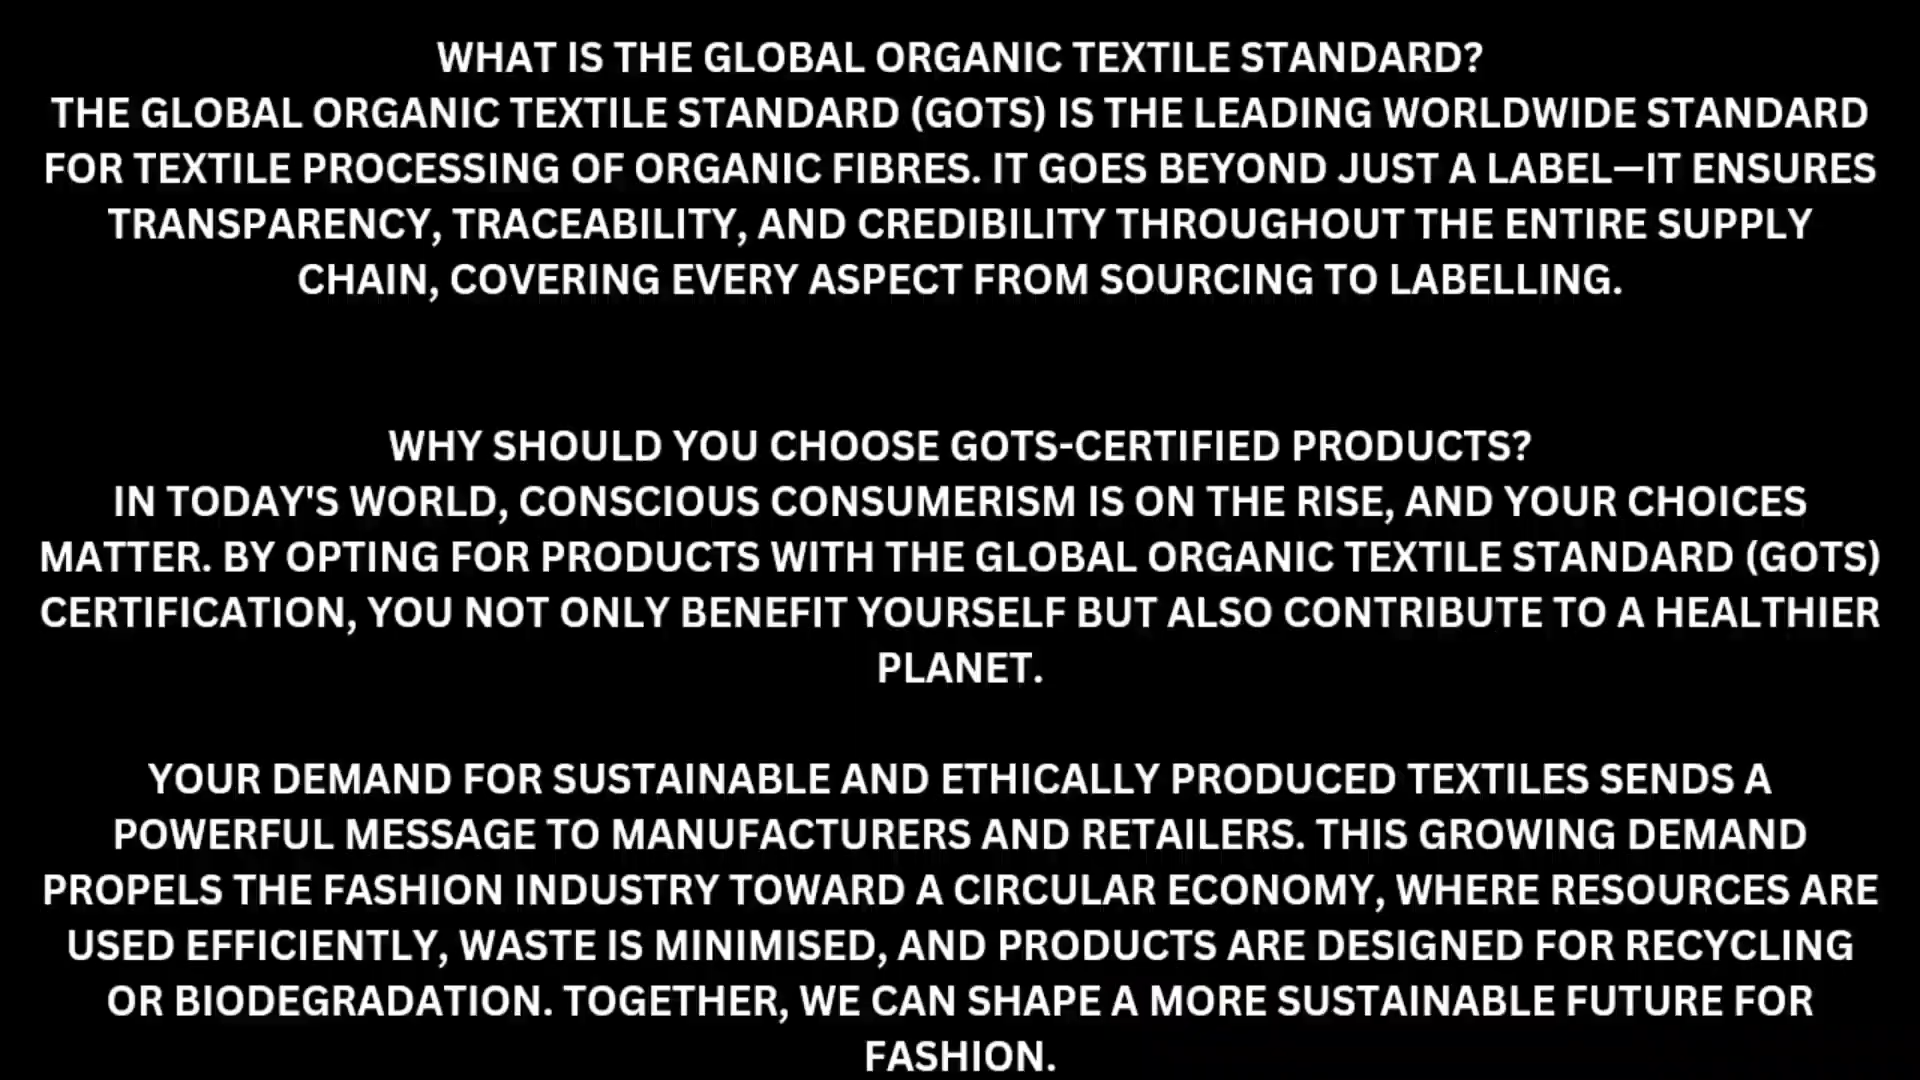 WHAT IS THE GLOBAL ORGANIC TEXTILE STANDARD?
THE GLOBAL ORGANIC TEXTILE STANDARD (GOTS) IS THE LEADING WORLDWIDE STANDARD
FOR TEXTILE PROCESSING OF ORGANIC FIBRES. IT GOES BEYOND JUST A LABEL—IT ENSURES
TRANSPARENCY, TRACEABILITY, AND CREDIBILITY THROUGHOUT THE ENTIRE SUPPLY
CHAIN, COVERING EVERY ASPECT FROM SOURCING TO LABELLING.
WHY SHOULD YOU CHOOSE GOTS-CERTIFIED PRODUCTS?
IN TODAY'S WORLD, CONSCIOUS CONSUMERISM IS ON THE RISE, AND YOUR CHOICES
MATTER. BY OPTING FOR PRODUCTS WITH THE GLOBAL ORGANIC TEXTILE STANDARD (GOTS)
CERTIFICATION, YOU NOT ONLY BENEFIT YOURSELF BUT ALSO CONTRIBUTE TO A HEALTHIER
PLANET.
YOUR DEMAND FOR SUSTAINABLE AND ETHICALLY PRODUCED TEXTILES SENDS A
POWERFUL MESSAGE TO MANUFACTURERS AND RETAILERS. THIS GROWING DEMAND
PROPELS THE FASHION INDUSTRY TOWARD A CIRCULAR ECONOMY, WHERE RESOURCES ARE
USED EFFICIENTLY, WASTE IS MINIMISED, AND PRODUCTS ARE DESIGNED FOR RECYCLING
OR BIODEGRADATION. TOGETHER, WE CAN SHAPE A MORE SUSTAINABLE FUTURE FOR
FASHION.